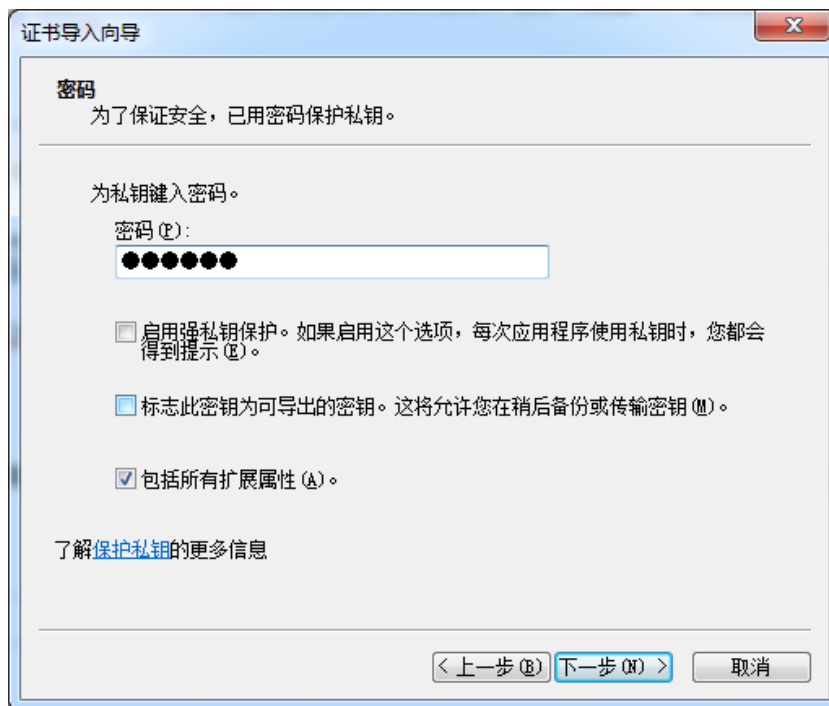 证书导入向导
密码
为了保证安全，已用密码保护私钥。
为私钥键入密码。
密码(P):
●●●●●●
启用强私钥保护。如果启用这个选项，每次应用程序使用私钥时，您都会
得到提示(E)。
标志此密钥为可导出的密钥。这将允许您在稍后备份或传输密钥(M)。
包括所有扩展属性(A)。
了解保护私钥的更多信息
< 上一步(B) 下一步(N) > 取消